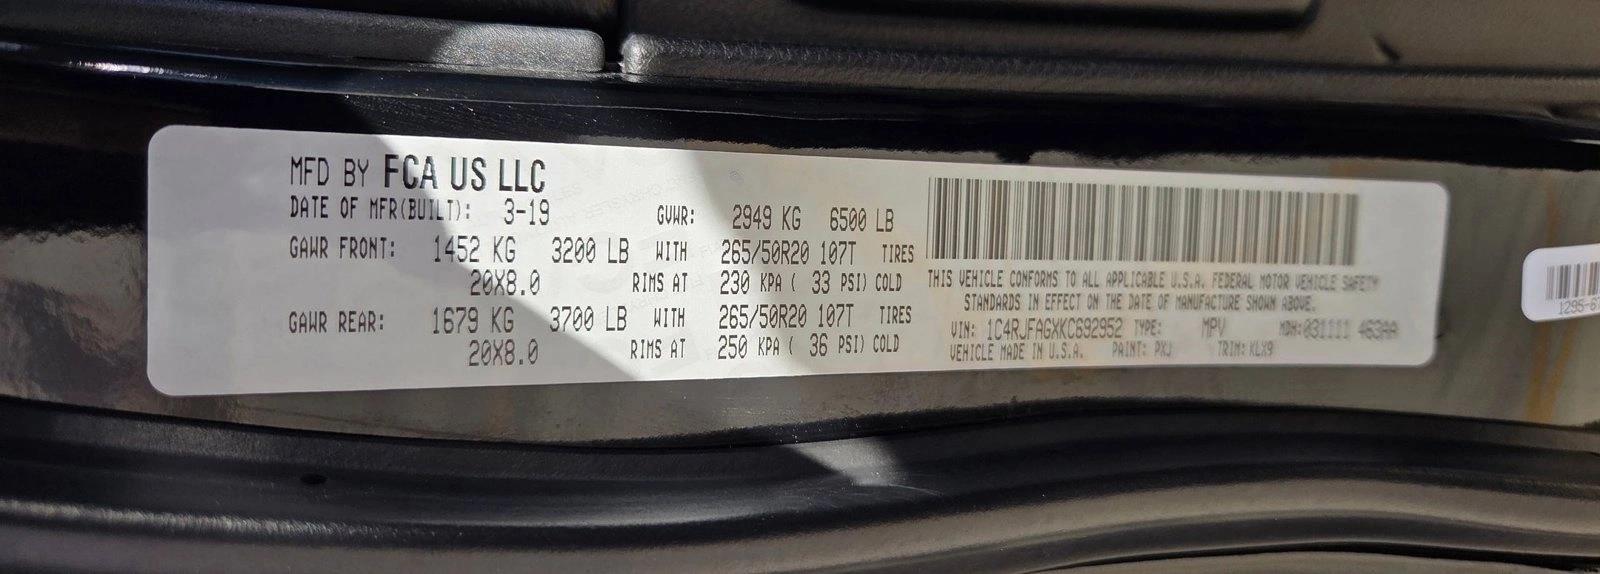 MFD BY FCA US LLC
DATE OF MFR(BUILT): 3-19 GVWR: 2949 KG 6500 LB
GAWR FRONT: 1452 KG 3200 LB WITH 265/50R20 107T TIRES
20X8.0 RIMS AT 230 KPA ( 33 PSI) COLD
GAWR REAR: 1679 KG 3700 LB WITH 265/50R20 107T TIRES
20X8.0 RIMS AT 250 KPA ( 36 PSI) COLD
THIS VEHICLE CONFORMS TO ALL APPLICABLE U.S.A. FEDERAL MOTOR VEHICLE SAFETY
STANDARDS IN EFFECT ON THE DATE OF MANUFACTURE SHOWN ABOVE.
VIN: 1C4RJFAGXKC692952 TYPE: MPV MDH: 031111 463AA
VEHICLE MADE IN U.S.A. PAINT: PXJ TRIM: KLX9